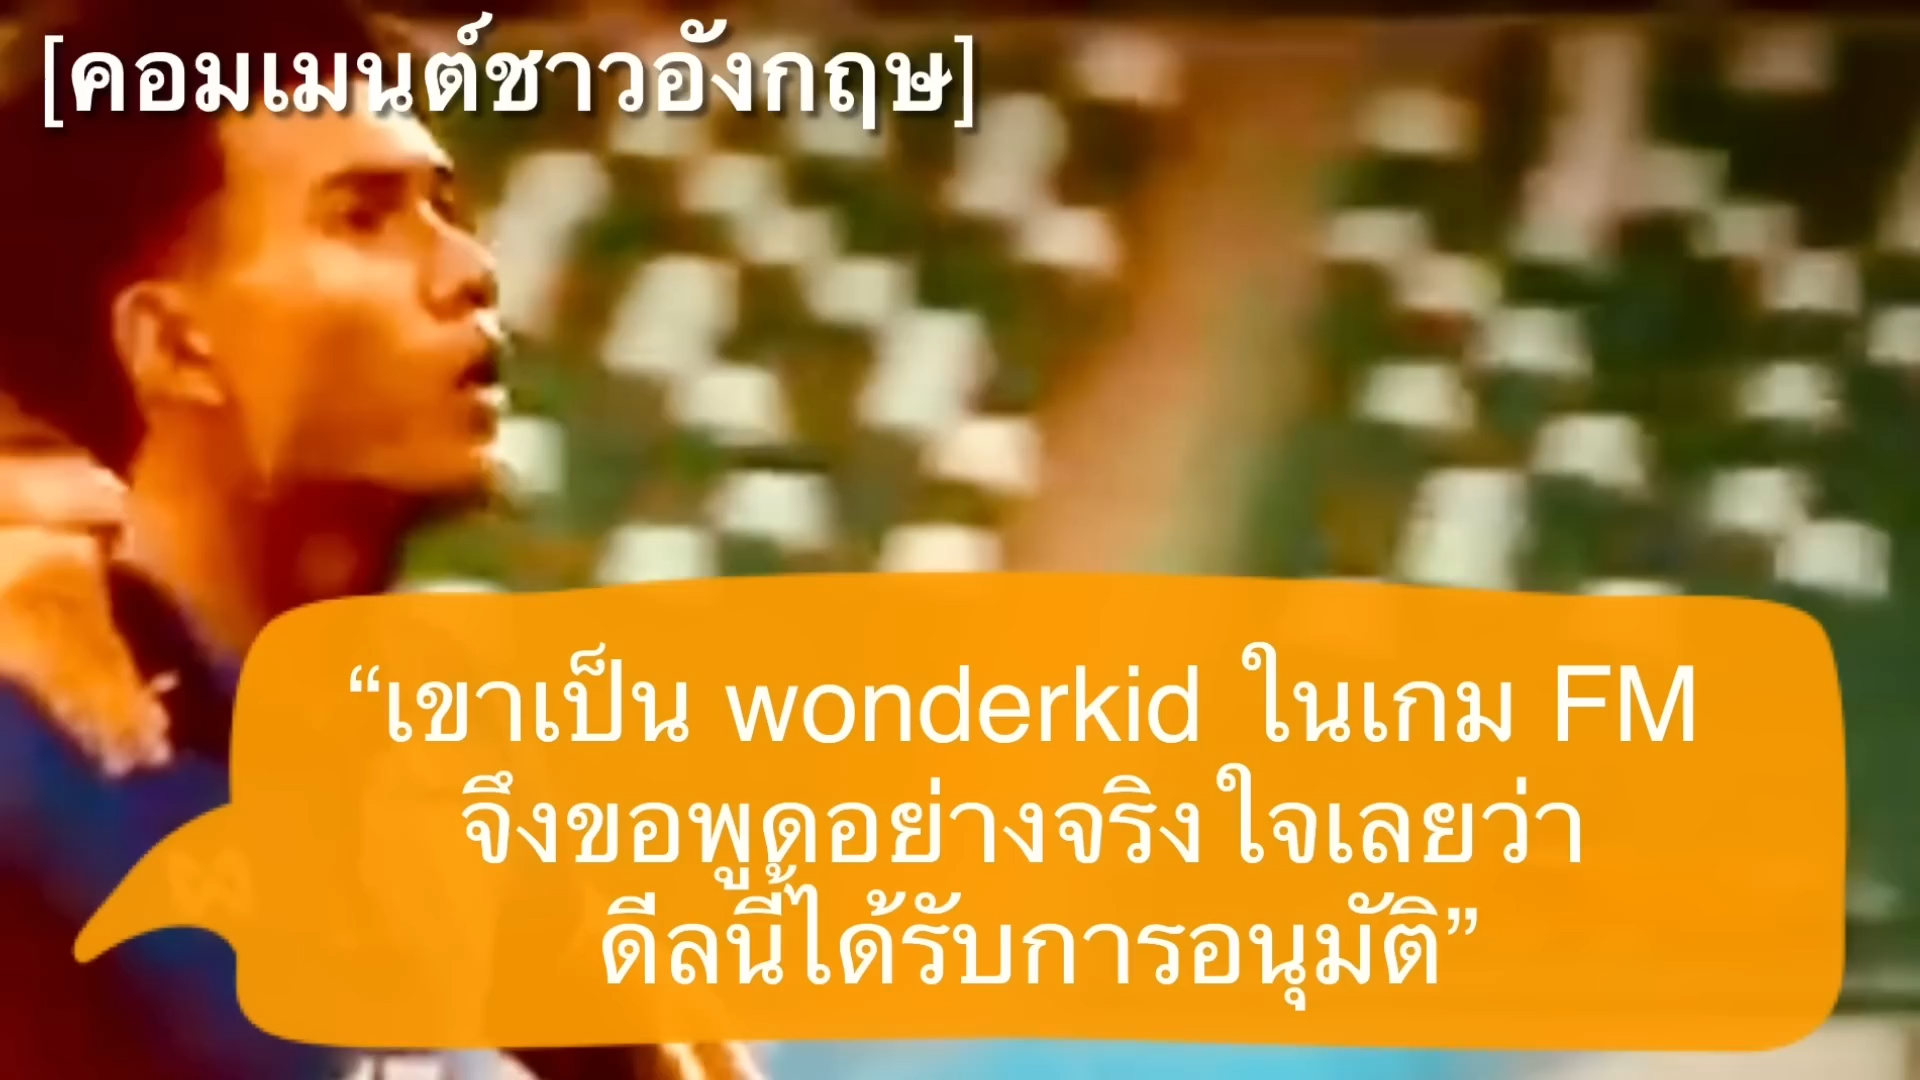 [คอมเมนต์ชาวอังกฤษ]
“เขาเป็น wonderkid ในเกม FM
จึงขอพูดอย่างจริงใจเลยว่า
ดีลนี้ได้รับการอนุมัติ”